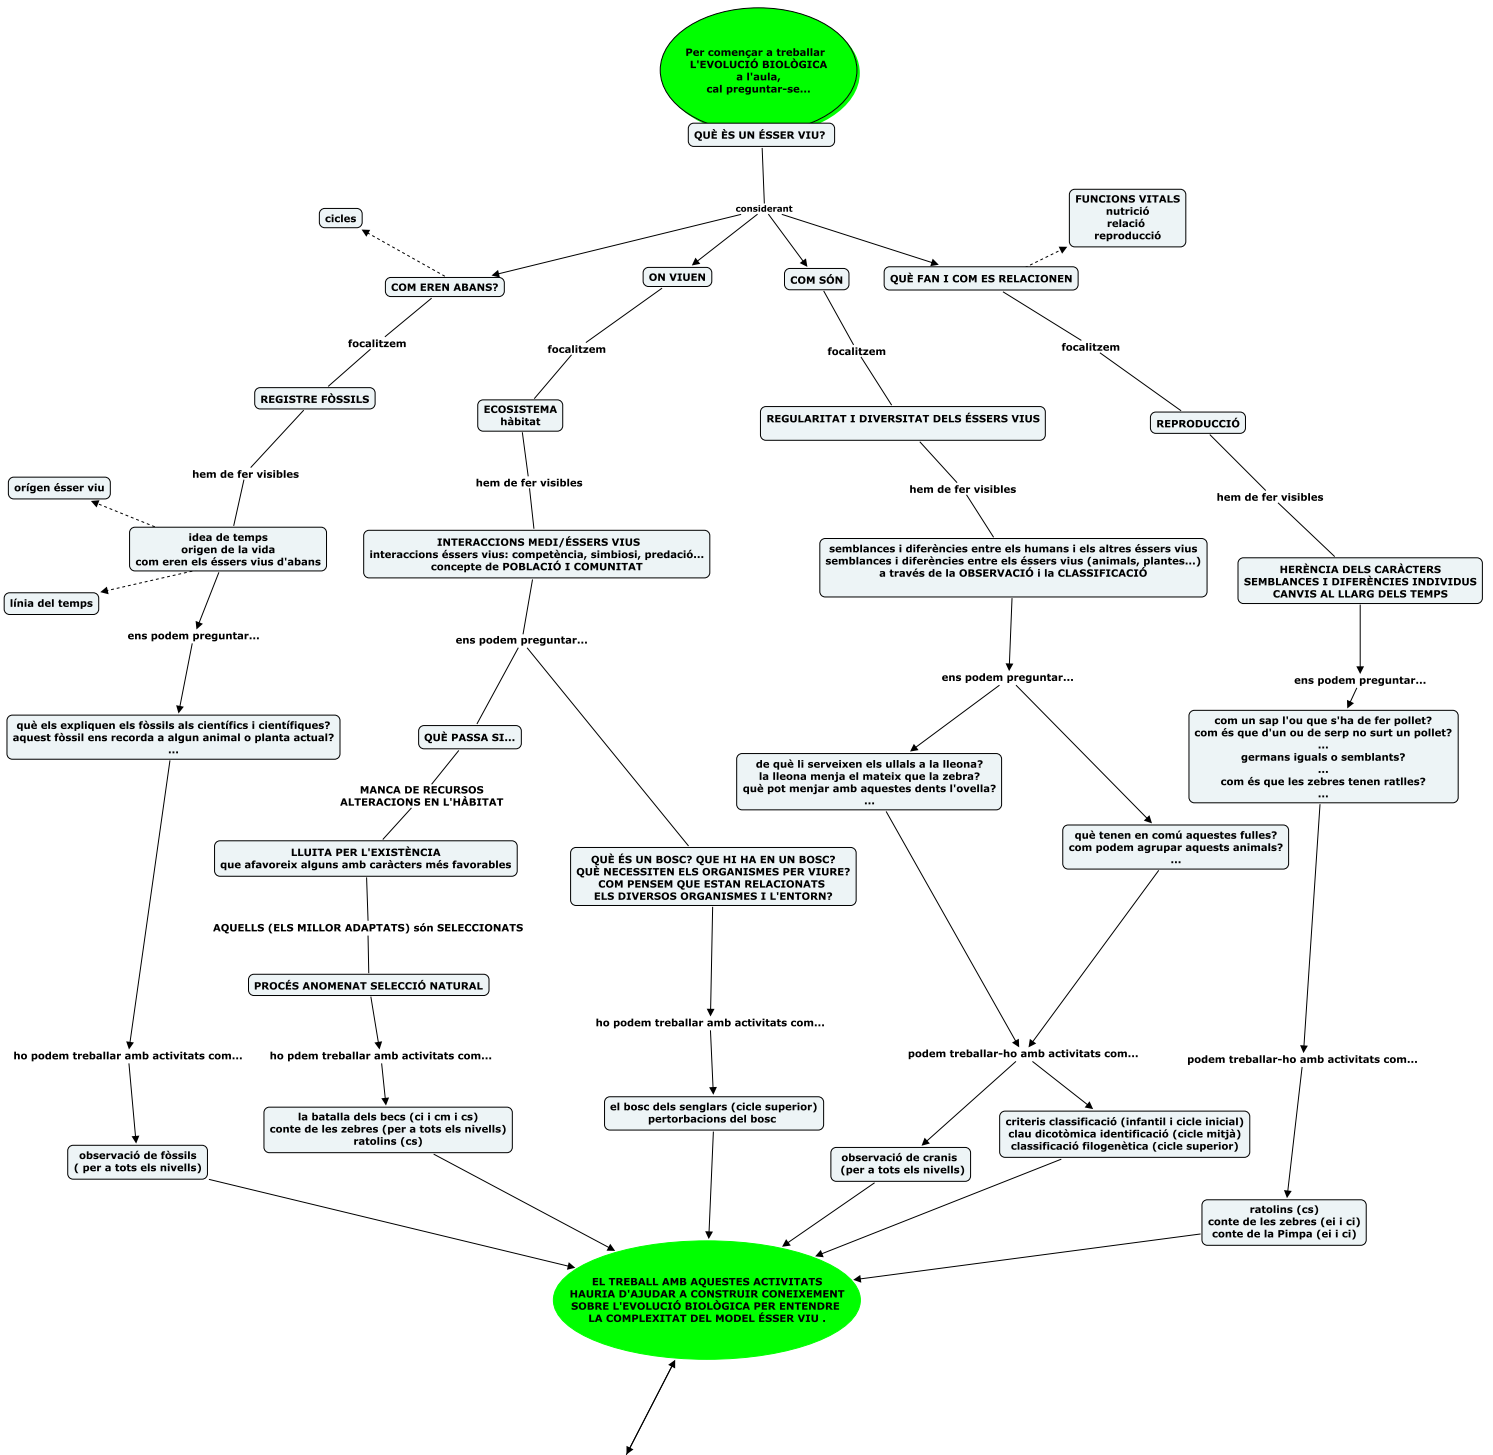 Per començar a treballar
L'EVOLUCIÓ BIOLÒGICA
a l'aula,
cal preguntar-se...
QUÈ ÈS UN ÉSSER VIU?
considerant
cicles
COM EREN ABANS?
ON VIUEN
COM SÓN
QUÈ FAN I COM ES RELACIONEN
FUNCIONS VITALS
nutrició
relació
reproducció
focalitzem
focalitzem
focalitzem
focalitzem
REGISTRE FÒSSILS
ECOSISTEMA
hàbitat
REGULARITAT I DIVERSITAT DELS ÉSSERS VIUS
REPRODUCCIÓ
hem de fer visibles
hem de fer visibles
hem de fer visibles
hem de fer visibles
orígen ésser viu
idea de temps
origen de la vida
com eren els éssers vius d'abans
línia del temps
INTERACCIONS MEDI/ÉSSERS VIUS
interaccions éssers vius: competència, simbiosi, predació...
concepte de POBLACIÓ I COMUNITAT
semblances i diferències entre els humans i els altres éssers vius
semblances i diferències entre els éssers vius (animals, plantes...)
a través de la OBSERVACIÓ i la CLASSIFICACIÓ
HERÈNCIA DELS CARÀCTERS
SEMBLANCES I DIFERÈNCIES INDIVIDUS
CANVIS AL LLARG DELS TEMPS
ens podem preguntar...
ens podem preguntar...
ens podem preguntar...
ens podem preguntar...
què els expliquen els fòssils als científics i científiques?
aquest fòssil ens recorda a algun animal o planta actual?
...
QUÈ PASSA SI...
MANCA DE RECURSOS
ALTERACIONS EN L'HÀBITAT
LLUITA PER L'EXISTÈNCIA
que afavoreix alguns amb caràcters més favorables
AQUELLS (ELS MILLOR ADAPTATS) són SELECCIONATS
PROCÉS ANOMENAT SELECCIÓ NATURAL
QUÈ ÉS UN BOSC? QUE HI HA EN UN BOSC?
QUÈ NECESSITEN ELS ORGANISMES PER VIURE?
COM PENSEM QUE ESTAN RELACIONATS
ELS DIVERSOS ORGANISMES I L'ENTORN?
de què li serveixen els ullals a la lleona?
la lleona menja el mateix que la zebra?
què pot menjar amb aquestes dents l'ovella?
...
què tenen en comú aquestes fulles?
com podem agrupar aquests animals?
...
com un sap l'ou que s'ha de fer pollet?
com és que d'un ou de serp no surt un pollet?
...
germans iguals o semblants?
...
com és que les zebres tenen ratlles?
...
ho podem treballar amb activitats com...
ho pdem treballar amb activitats com...
ho podem treballar amb activitats com...
podem treballar-ho amb activitats com...
podem treballar-ho amb activitats com...
observació de fòssils
( per a tots els nivells)
la batalla dels becs (ci i cm i cs)
conte de les zebres (per a tots els nivells)
ratolins (cs)
el bosc dels senglars (cicle superior)
pertorbacions del bosc
observació de cranis
(per a tots els nivells)
criteris classificació (infantil i cicle inicial)
clau dicotòmica identificació (cicle mitjà)
classificació filogenètica (cicle superior)
ratolins (cs)
conte de les zebres (ei i ci)
conte de la Pimpa (ei i ci)
EL TREBALL AMB AQUESTES ACTIVITATS
HAURIA D'AJUDAR A CONSTRUIR CONEIXEMENT
SOBRE L'EVOLUCIÓ BIOLÒGICA PER ENTENDRE
LA COMPLEXITAT DEL MODEL ÉSSER VIU .